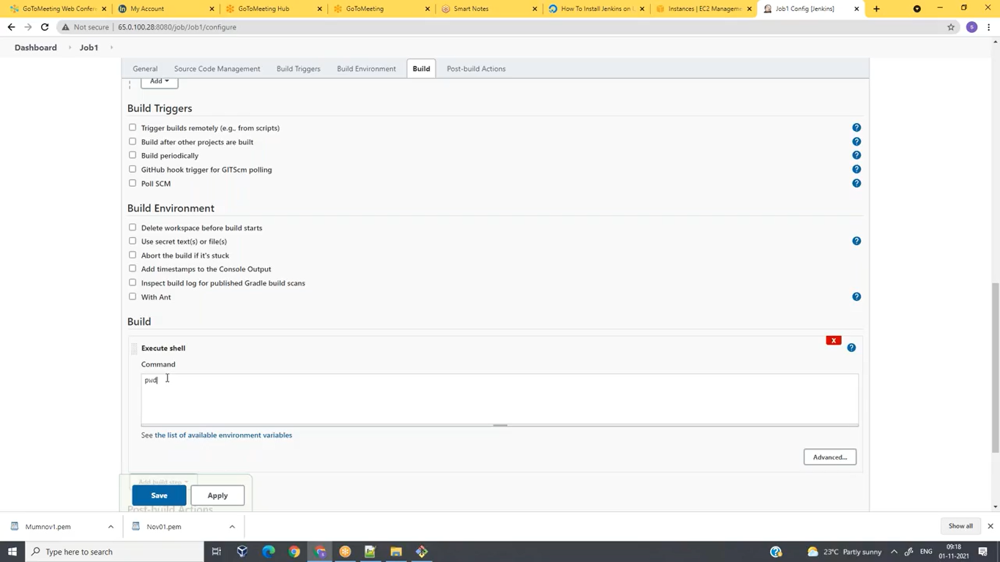 GoToMeeting Web Confer
My Account
GoToMeeting Hub
GoToMeeting
Smart Notes
How To Install Jenkins on
Instances | EC2 Managem
Job1 Config [Jenkins]
Not secure
65.0.100.28:8080/job/Job1/configure
S
Dashboard
Job1
General
Source Code Management
Build Triggers
Build Environment
Build
Post-build Actions
Add
Build Triggers
Trigger builds remotely (e.g., from scripts)
Build after other projects are built
Build periodically
GitHub hook trigger for GITScm polling
Poll SCM
Build Environment
Delete workspace before build starts
Use secret text(s) or file(s)
Abort the build if it's stuck
Add timestamps to the Console Output
Inspect build log for published Gradle build scans
With Ant
Build
X
Execute shell
Command
pwd
See the list of available environment variables
Advanced...
Add build step
Save
Apply
Post-build Actions
Mumnov1.pem
Nov01.pem
Show all
Type here to search
23°C Partly sunny
ENG
09:18
01-11-2021